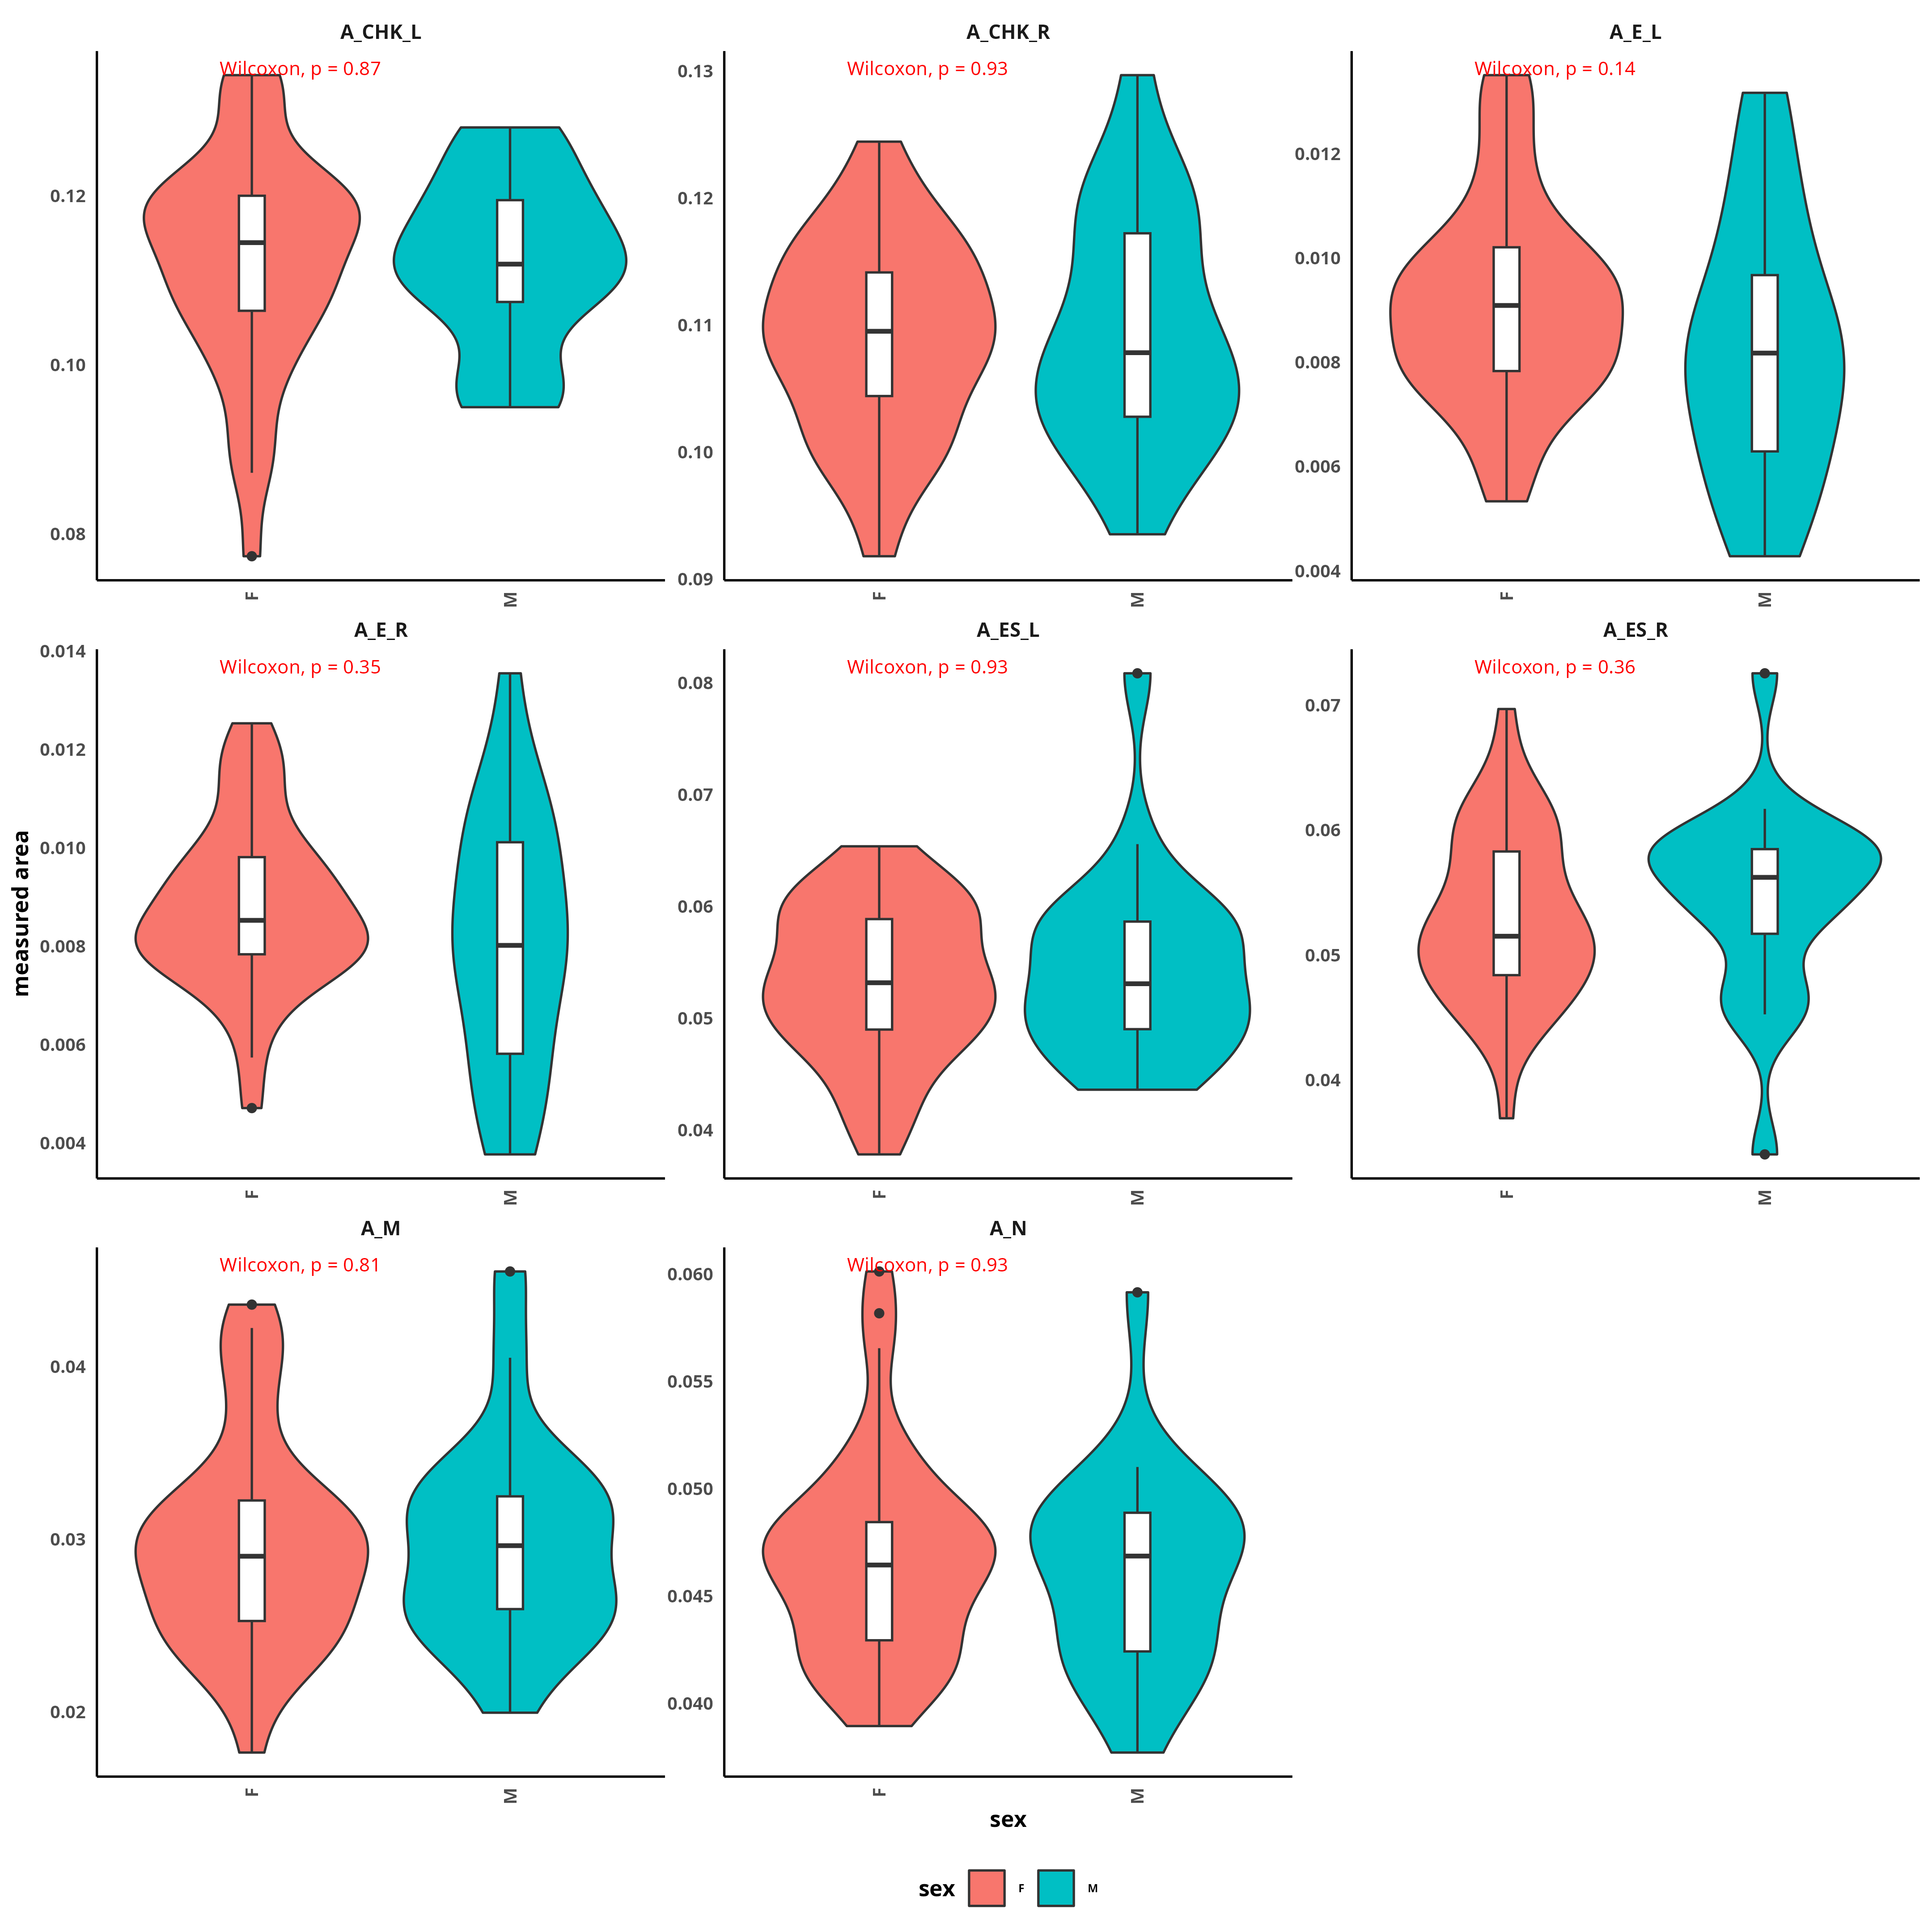 A_CHK_L
A_CHK_R
A_E_L
Wilcoxon, p = 0.87
Wilcoxon, p = 0.93
Wilcoxon, p = 0.14
0.12
0.10
0.08
0.13
0.12
0.11
0.10
0.09
0.012
0.010
0.008
0.006
0.004
F
M
F
M
F
M
A_E_R
A_ES_L
A_ES_R
Wilcoxon, p = 0.35
Wilcoxon, p = 0.93
Wilcoxon, p = 0.36
0.014
0.012
0.010
0.008
0.006
0.004
0.08
0.07
0.06
0.05
0.04
0.07
0.06
0.05
0.04
F
M
F
M
F
M
measured area
A_M
A_N
Wilcoxon, p = 0.81
Wilcoxon, p = 0.93
0.04
0.03
0.02
0.060
0.055
0.050
0.045
0.040
F
M
F
M
sex
sex
F
M